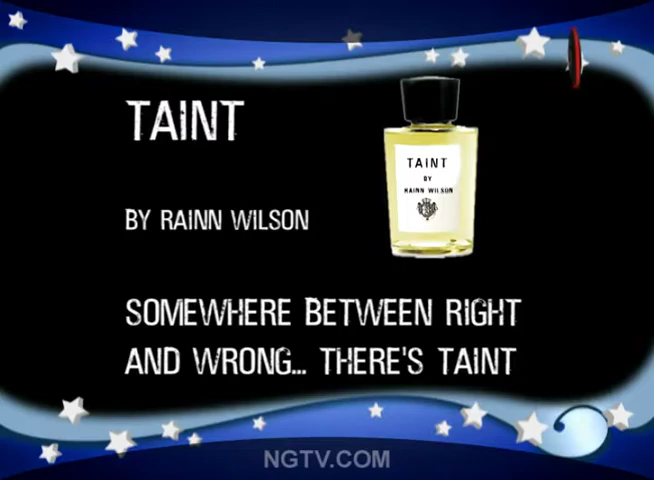 TAINT
BY RAINN WILSON
TAINT
BY
RAINN WILSON
SOMEWHERE BETWEEN RIGHT
AND WRONG... THERE'S TAINT
NGTV.COM